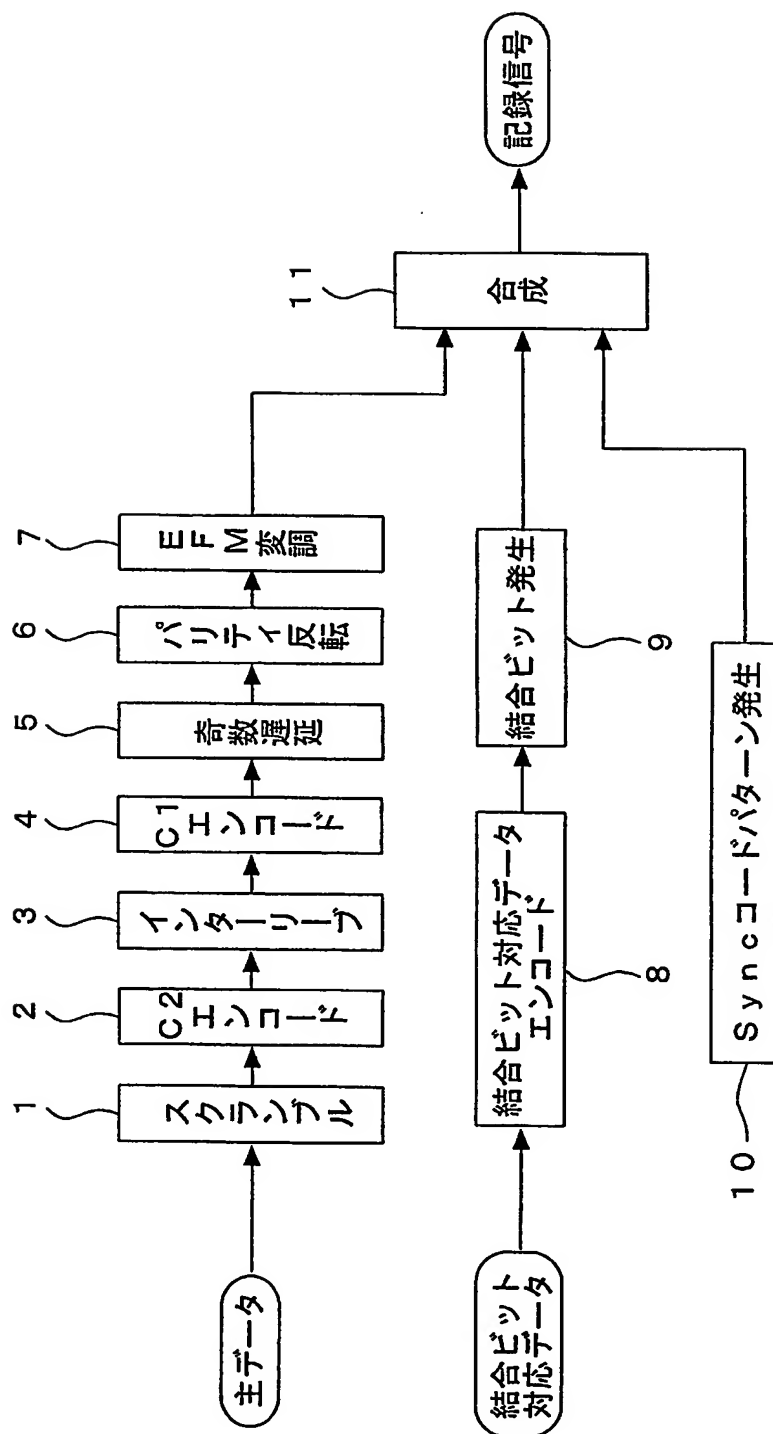 主データ
1
スクランブル
2
C2
エンコード
3
インターリーブ
4
C1
エンコード
5
奇数遅延
6
パリティ反転
7
EFM変調
結合ビット
対応データ
結合ビット対応データ
エンコード
8
結合ビット発生
9
10
Syncコードパターン発生
11
合成
記録信号